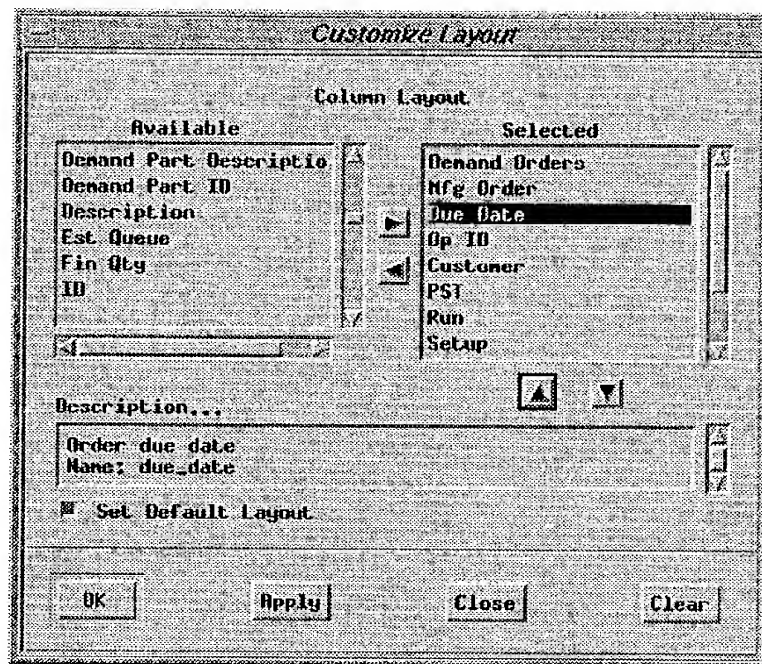 Customize Layout
Column Layout
Available
Demand Part Descriptio
Demand Part ID
Description
Est Queue
Fin Qty
ID
Selected
Demand Orders
Mfg Order
Due Date
Op ID
Customer
PST
Run
Setup
Description...
Order due date
Name: due_date
Set Default Layout
OK
Apply
Close
Clear